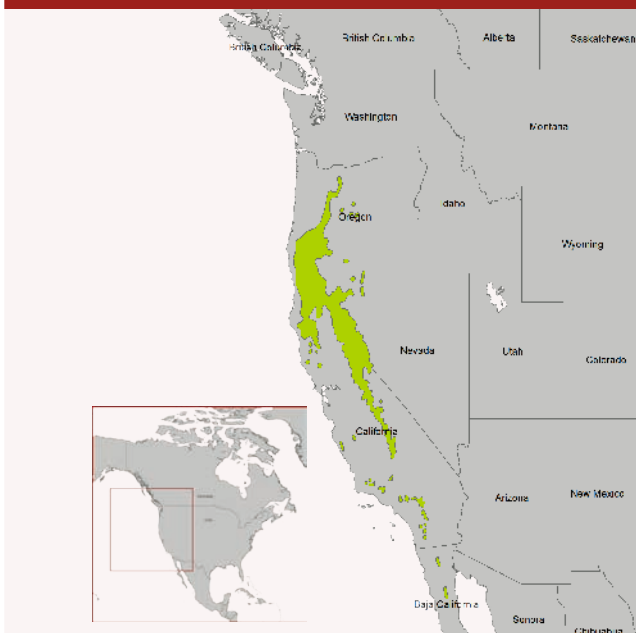 British Columbia
British Columbia
Alberta
Saskatchewan
Washington
Montana
Idaho
Oregon
Wyoming
Nevada
Utah
Colorado
California
Arizona
New Mexico
Baja California
Sonora
Chihuahua